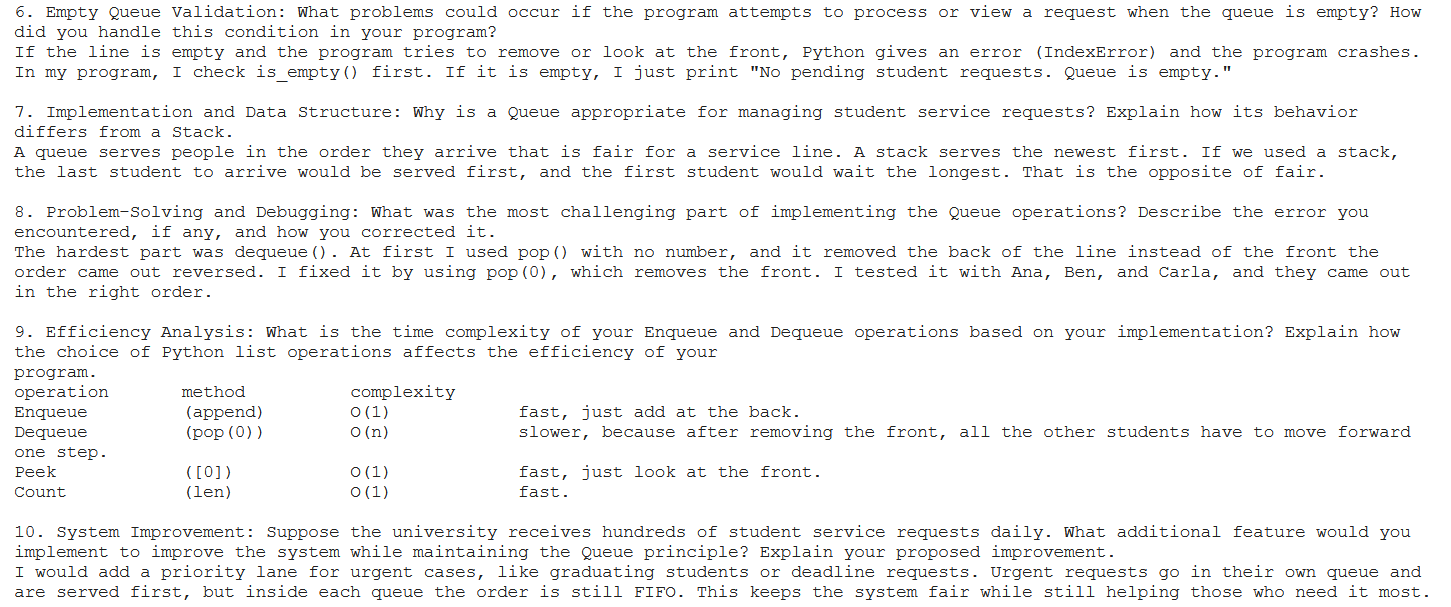 6. Empty Queue Validation: What problems could occur if the program attempts to process or view a request when the queue is empty? How
did you handle this condition in your program?
If the line is empty and the program tries to remove or look at the front, Python gives an error (IndexError) and the program crashes.
In my program, I check is_empty() first. If it is empty, I just print "No pending student requests. Queue is empty."
7. Implementation and Data Structure: Why is a Queue appropriate for managing student service requests? Explain how its behavior
differs from a Stack.
A queue serves people in the order they arrive that is fair for a service line. A stack serves the newest first. If we used a stack,
the last student to arrive would be served first, and the first student would wait the longest. That is the opposite of fair.
8. Problem-Solving and Debugging: What was the most challenging part of implementing the Queue operations? Describe the error you
encountered, if any, and how you corrected it.
The hardest part was dequeue(). At first I used pop() with no number, and it removed the back of the line instead of the front the
order came out reversed. I fixed it by using pop(0), which removes the front. I tested it with Ana, Ben, and Carla, and they came out
in the right order.
9. Efficiency Analysis: What is the time complexity of your Enqueue and Dequeue operations based on your implementation? Explain how
the choice of Python list operations affects the efficiency of your
program.
operation method complexity
Enqueue (append) O(1) fast, just add at the back.
Dequeue (pop(0)) O(n) slower, because after removing the front, all the other students have to move forward
one step.
Peek ([0]) O(1) fast, just look at the front.
Count (len) O(1) fast.
10. System Improvement: Suppose the university receives hundreds of student service requests daily. What additional feature would you
implement to improve the system while maintaining the Queue principle? Explain your proposed improvement.
I would add a priority lane for urgent cases, like graduating students or deadline requests. Urgent requests go in their own queue and
are served first, but inside each queue the order is still FIFO. This keeps the system fair while still helping those who need it most.